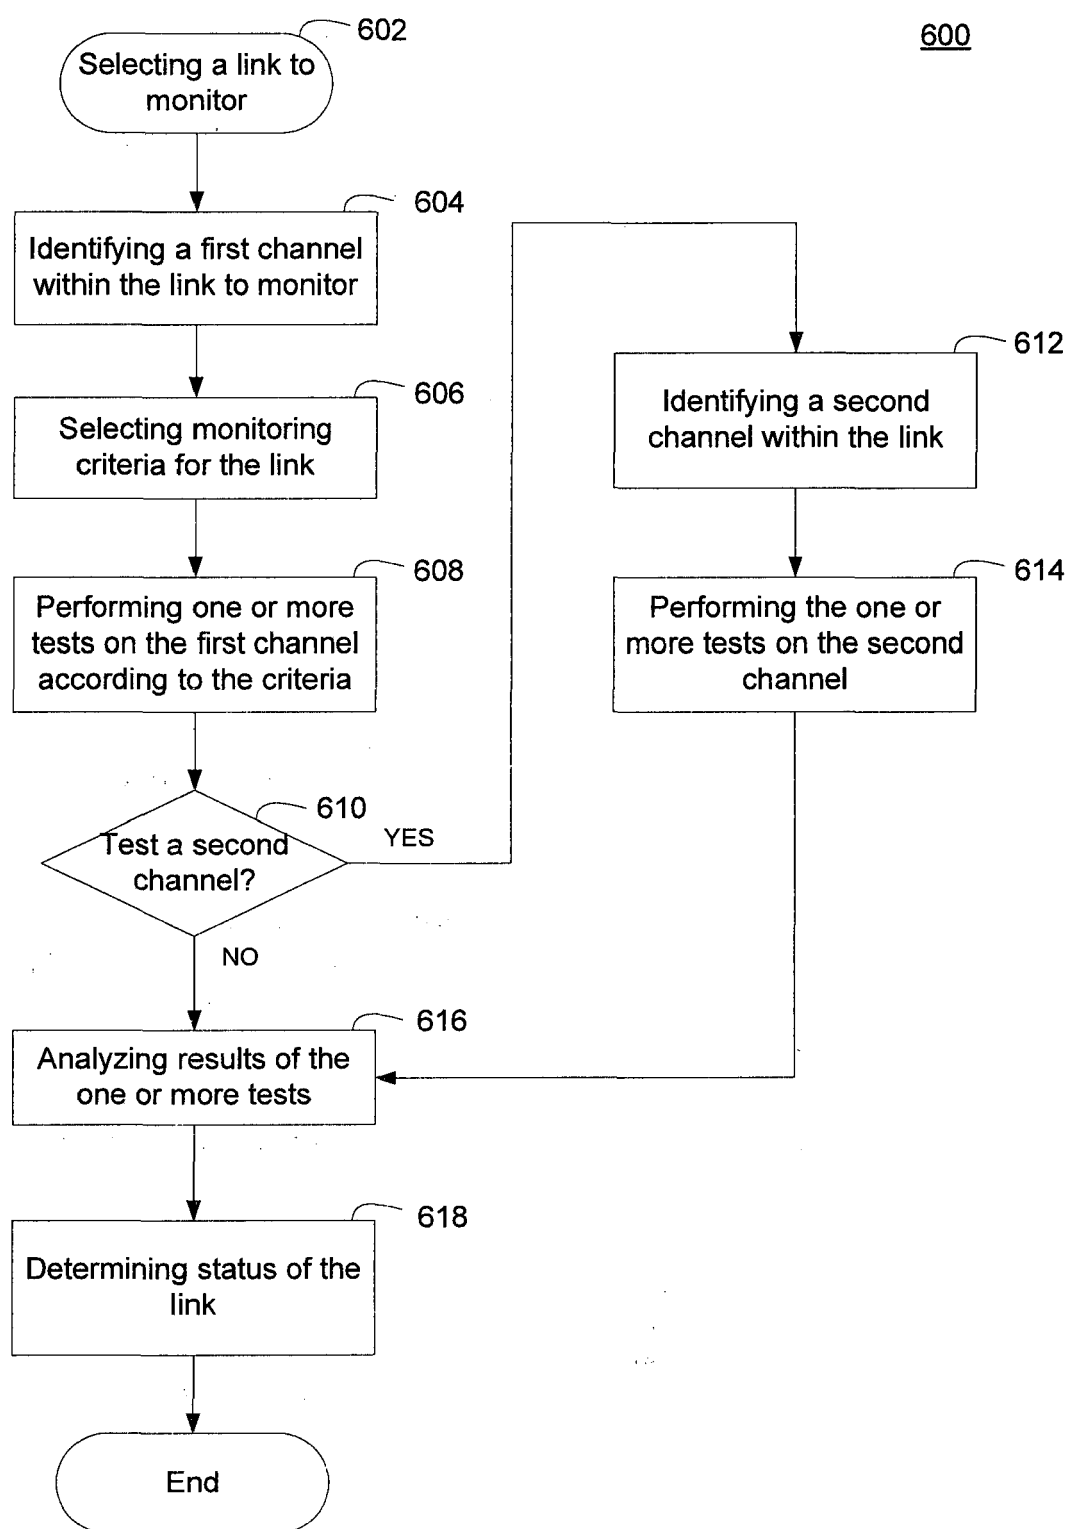 602
600
Selecting a link to
monitor
604
Identifying a first channel
within the link to monitor
606
Selecting monitoring
criteria for the link
608
Performing one or more
tests on the first channel
according to the criteria
610
Test a second
channel?
YES
NO
612
Identifying a second
channel within the link
614
Performing the one or
more tests on the second
channel
616
Analyzing results of the
one or more tests
618
Determining status of the
link
End